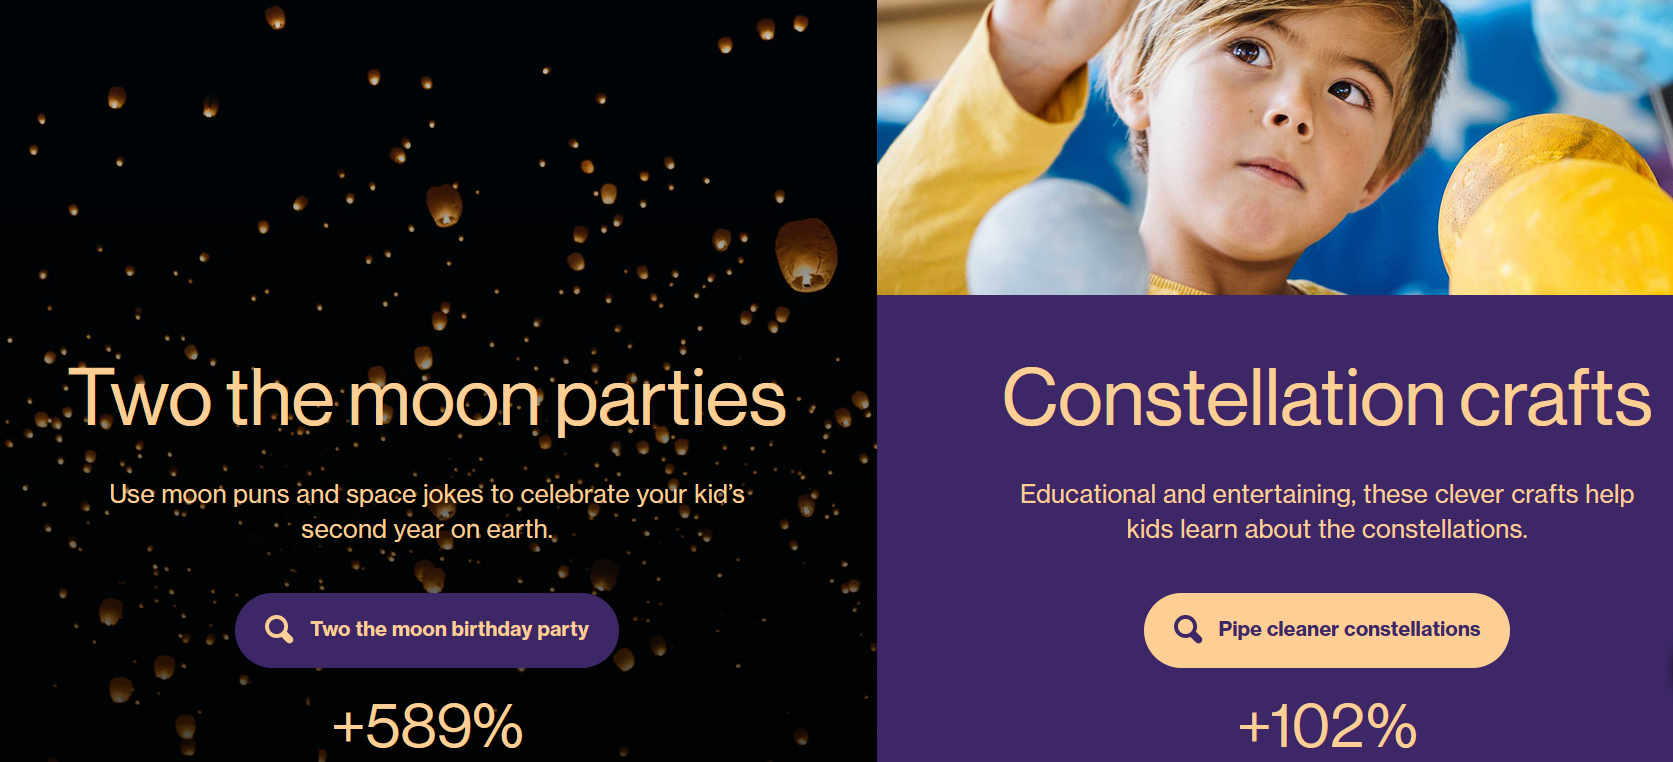 Two the moon parties
Use moon puns and space jokes to celebrate your kid’s
second year on earth.
Two the moon birthday party
+589%
Constellation crafts
Educational and entertaining, these clever crafts help
kids learn about the constellations.
Pipe cleaner constellations
+102%